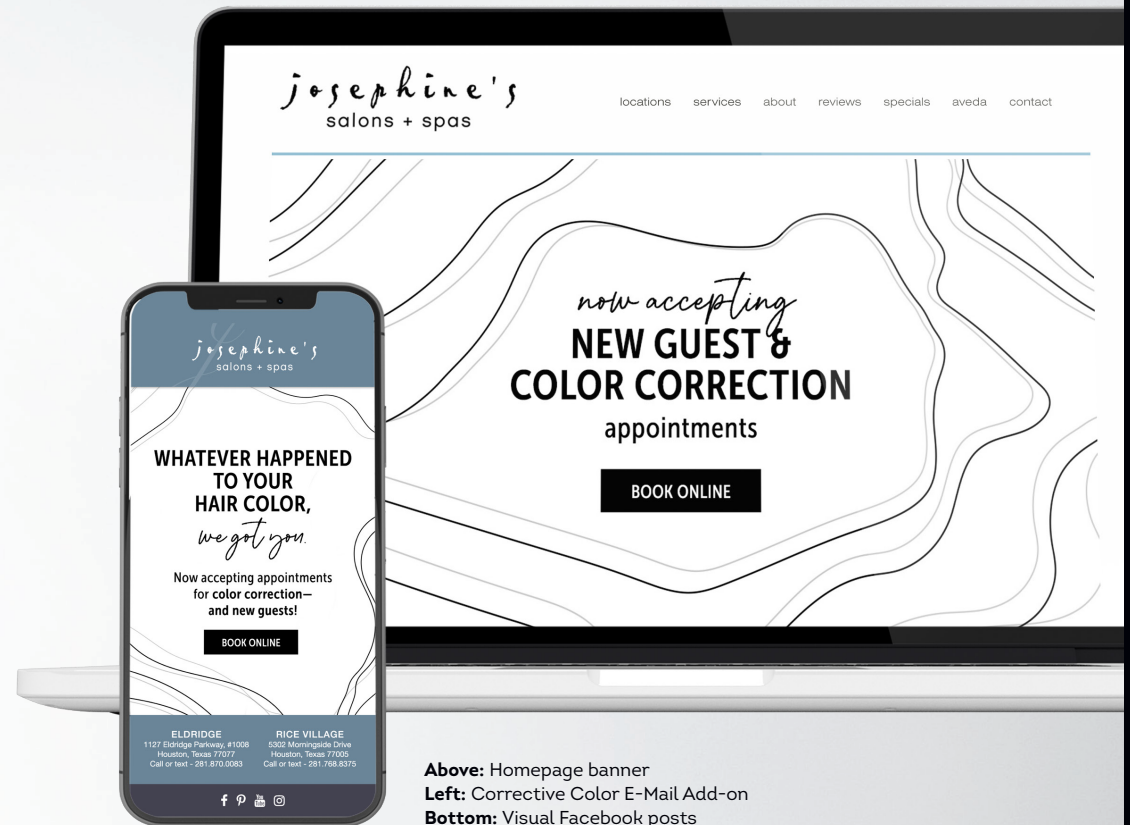 josephine's
salons + spas
locations services about reviews specials aveda contact
now accepting
NEW GUEST &
COLOR CORRECTION
appointments
BOOK ONLINE
josephine's
salons + spas
WHATEVER HAPPENED
TO YOUR
HAIR COLOR,
we got you.
Now accepting appointments
for color correction—
and new guests!
BOOK ONLINE
ELDRIDGE
1127 Eldridge Parkway, #1008
Houston, Texas 77077
Call or text - 281.870.0083
RICE VILLAGE
5302 Morningside Drive
Houston, Texas 77005
Call or text - 281.768.8375
You Tube
Above: Homepage banner
Left: Corrective Color E-Mail Add-on
Bottom: Visual Facebook posts